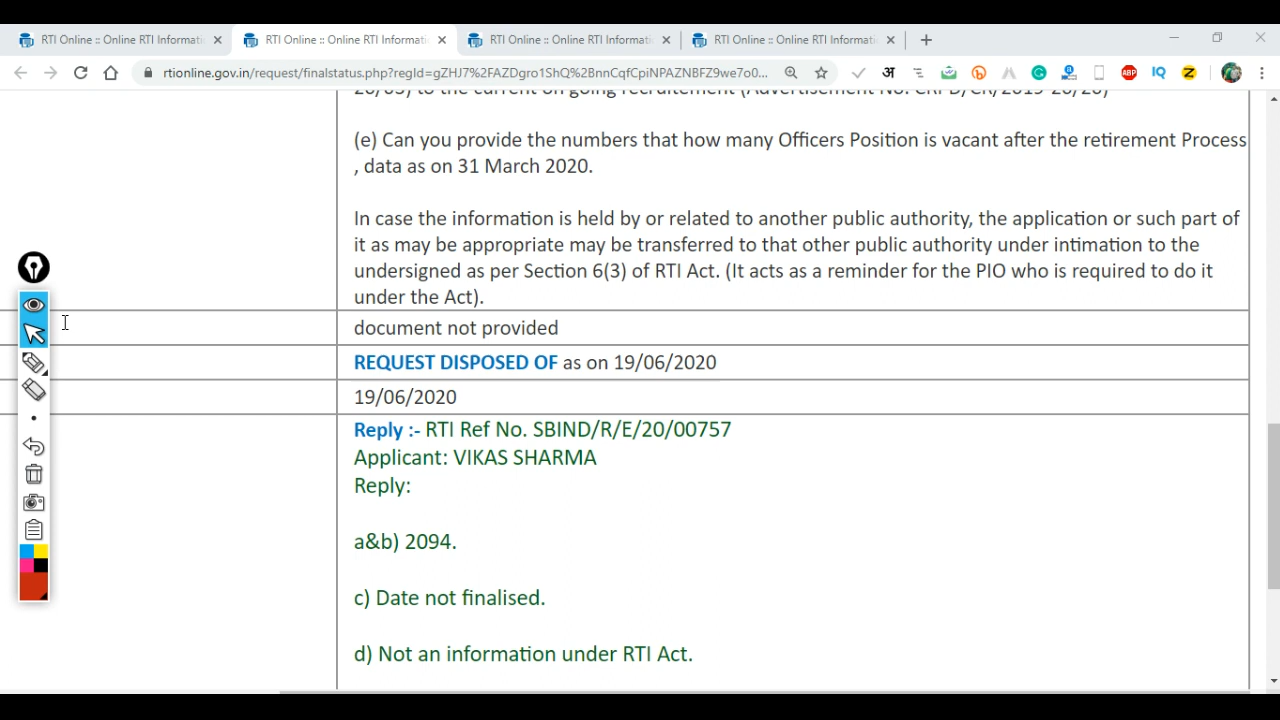 RTI Online :: Online RTI Informati
RTI Online :: Online RTI Informati
RTI Online :: Online RTI Informati
RTI Online :: Online RTI Informati
rtionline.gov.in/request/finalstatus.php?regId=gZHJ7%2FAZDgro1ShQ%2BnnCqfCpiNPAZNBFZ9we7o0...
अ
ABP
IQ
Z
(e) Can you provide the numbers that how many Officers Position is vacant after the retirement Process
, data as on 31 March 2020.
In case the information is held by or related to another public authority, the application or such part of
it as may be appropriate may be transferred to that other public authority under intimation to the
undersigned as per Section 6(3) of RTI Act. (It acts as a reminder for the PIO who is required to do it
under the Act).
document not provided
REQUEST DISPOSED OF as on 19/06/2020
19/06/2020
Reply :- RTI Ref No. SBIND/R/E/20/00757
Applicant: VIKAS SHARMA
Reply:
a&b) 2094.
c) Date not finalised.
d) Not an information under RTI Act.